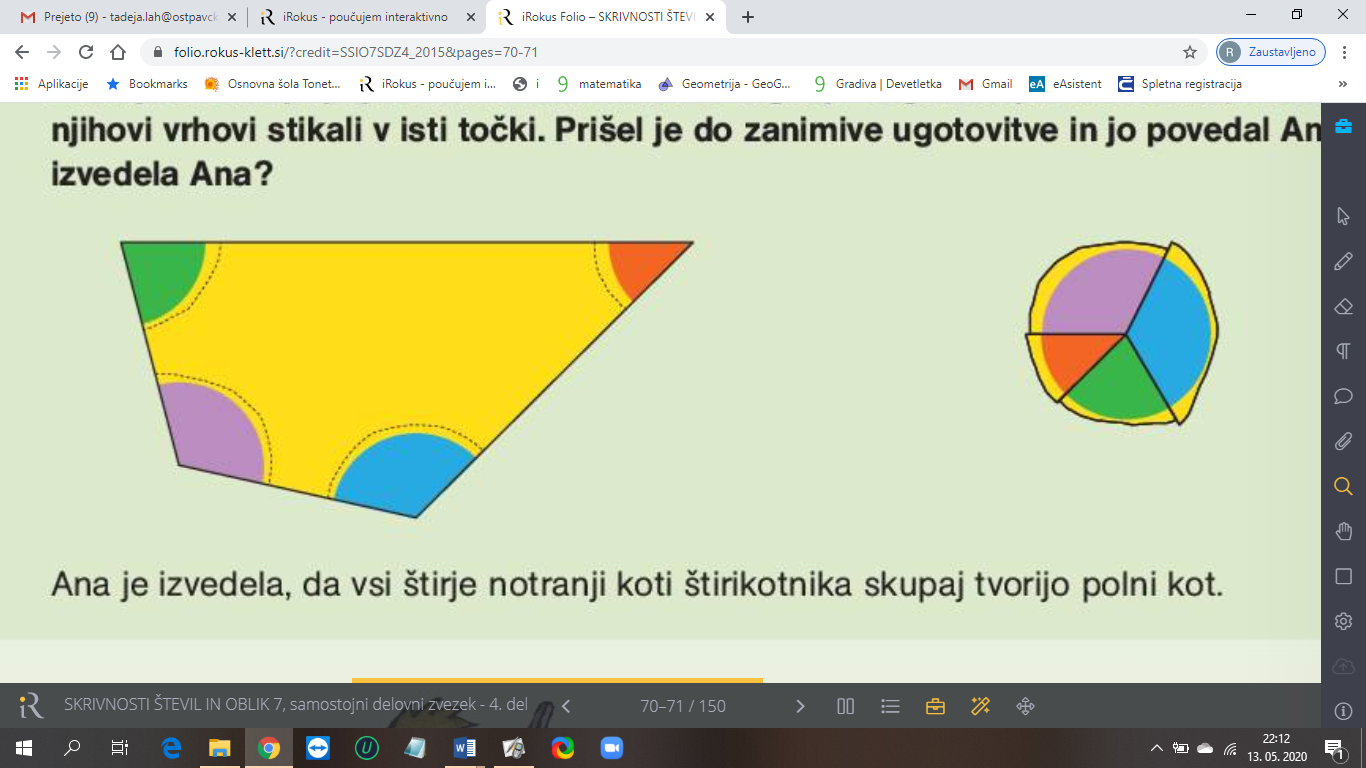 Prejeto (9) - tadeja.lah@ostpavck
iRokus - poučujem interaktivno
iRokus Folio – SKRIVNOSTI ŠTEVI
folio.rokus-klett.si/?credit=SSIO7SDZ4_2015&pages=70-71
R Zaustavljeno
Aplikacije Bookmarks Osnovna šola Tonet... iRokus - poučujem i... i matematika Geometrija - GeoG... Gradiva | Devetletka Gmail eA eAsistent Spletna registracija »
njihovi vrhovi stikali v isti točki. Prišel je do zanimive ugotovitve in jo povedal An
izvedela Ana?
Ana je izvedela, da vsi štirje notranji koti štirikotnika skupaj tvorijo polni kot.
SKRIVNOSTI ŠTEVIL IN OBLIK 7, samostojni delovni zvezek - 4. del
70–71 / 150
22:12
13. 05. 2020
1